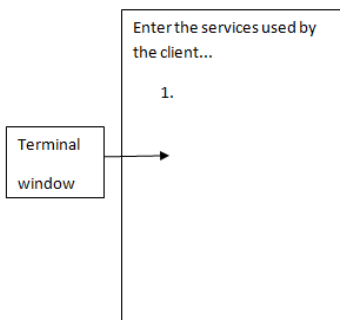 Enter the services used by
the client...
1.
Terminal
window